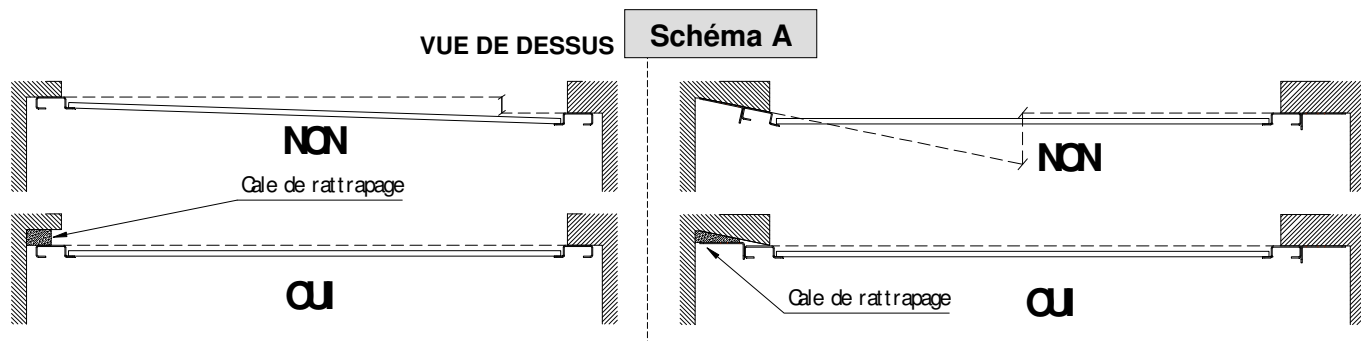 VUE DE DESSUS
Schéma A
NON
NON
Cale de rattrapage
OUI
Cale de rattrapage
OUI